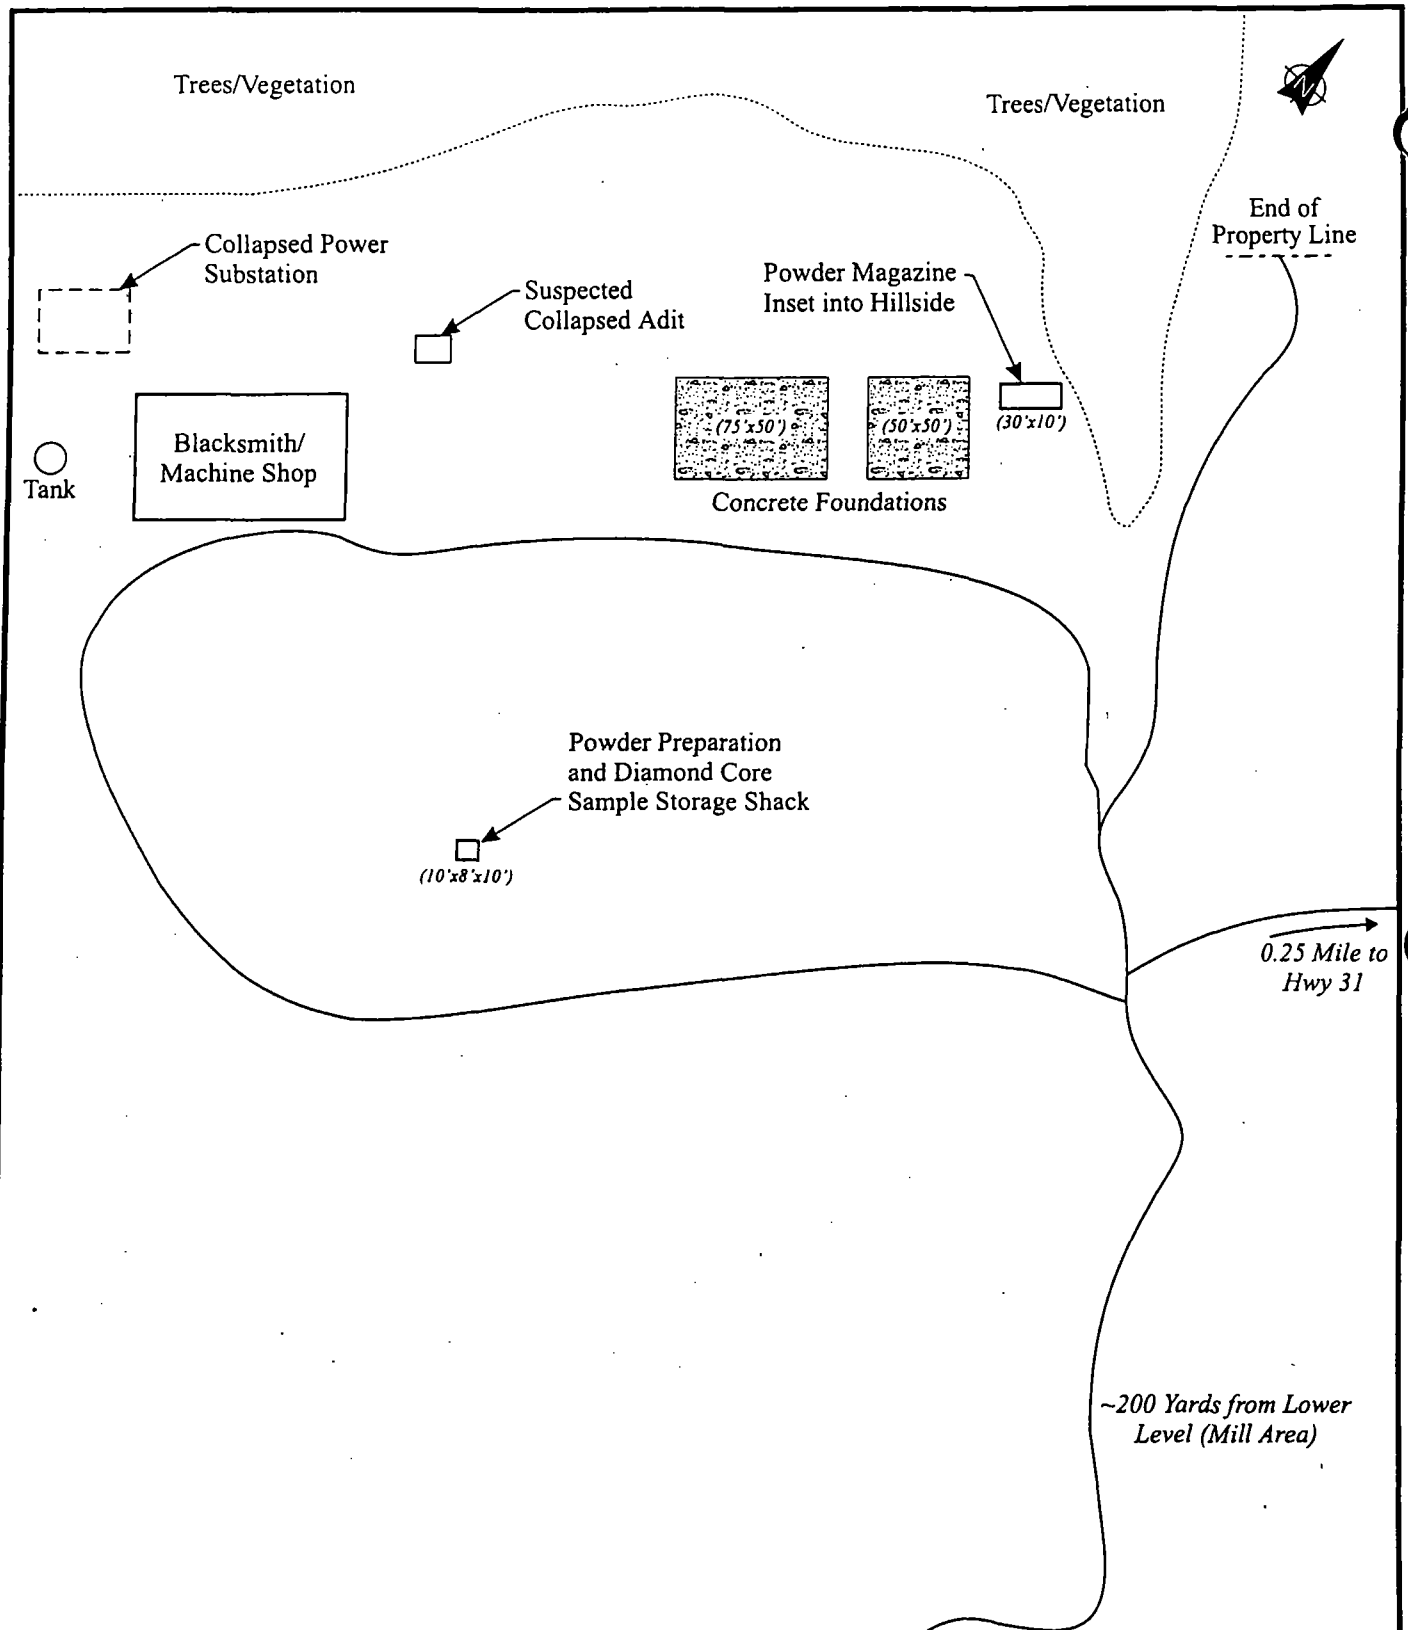 Trees/Vegetation
Trees/Vegetation
N
End of
Property Line
Collapsed Power
Substation
Suspected
Collapsed Adit
Powder Magazine
Inset into Hillside
(75'x50')
(50'x50')
(30'x10')
Blacksmith/
Machine Shop
Tank
Concrete Foundations
Powder Preparation
and Diamond Core
Sample Storage Shack
(10'x8'x10')
0.25 Mile to
Hwy 31
~200 Yards from Lower
Level (Mill Area)